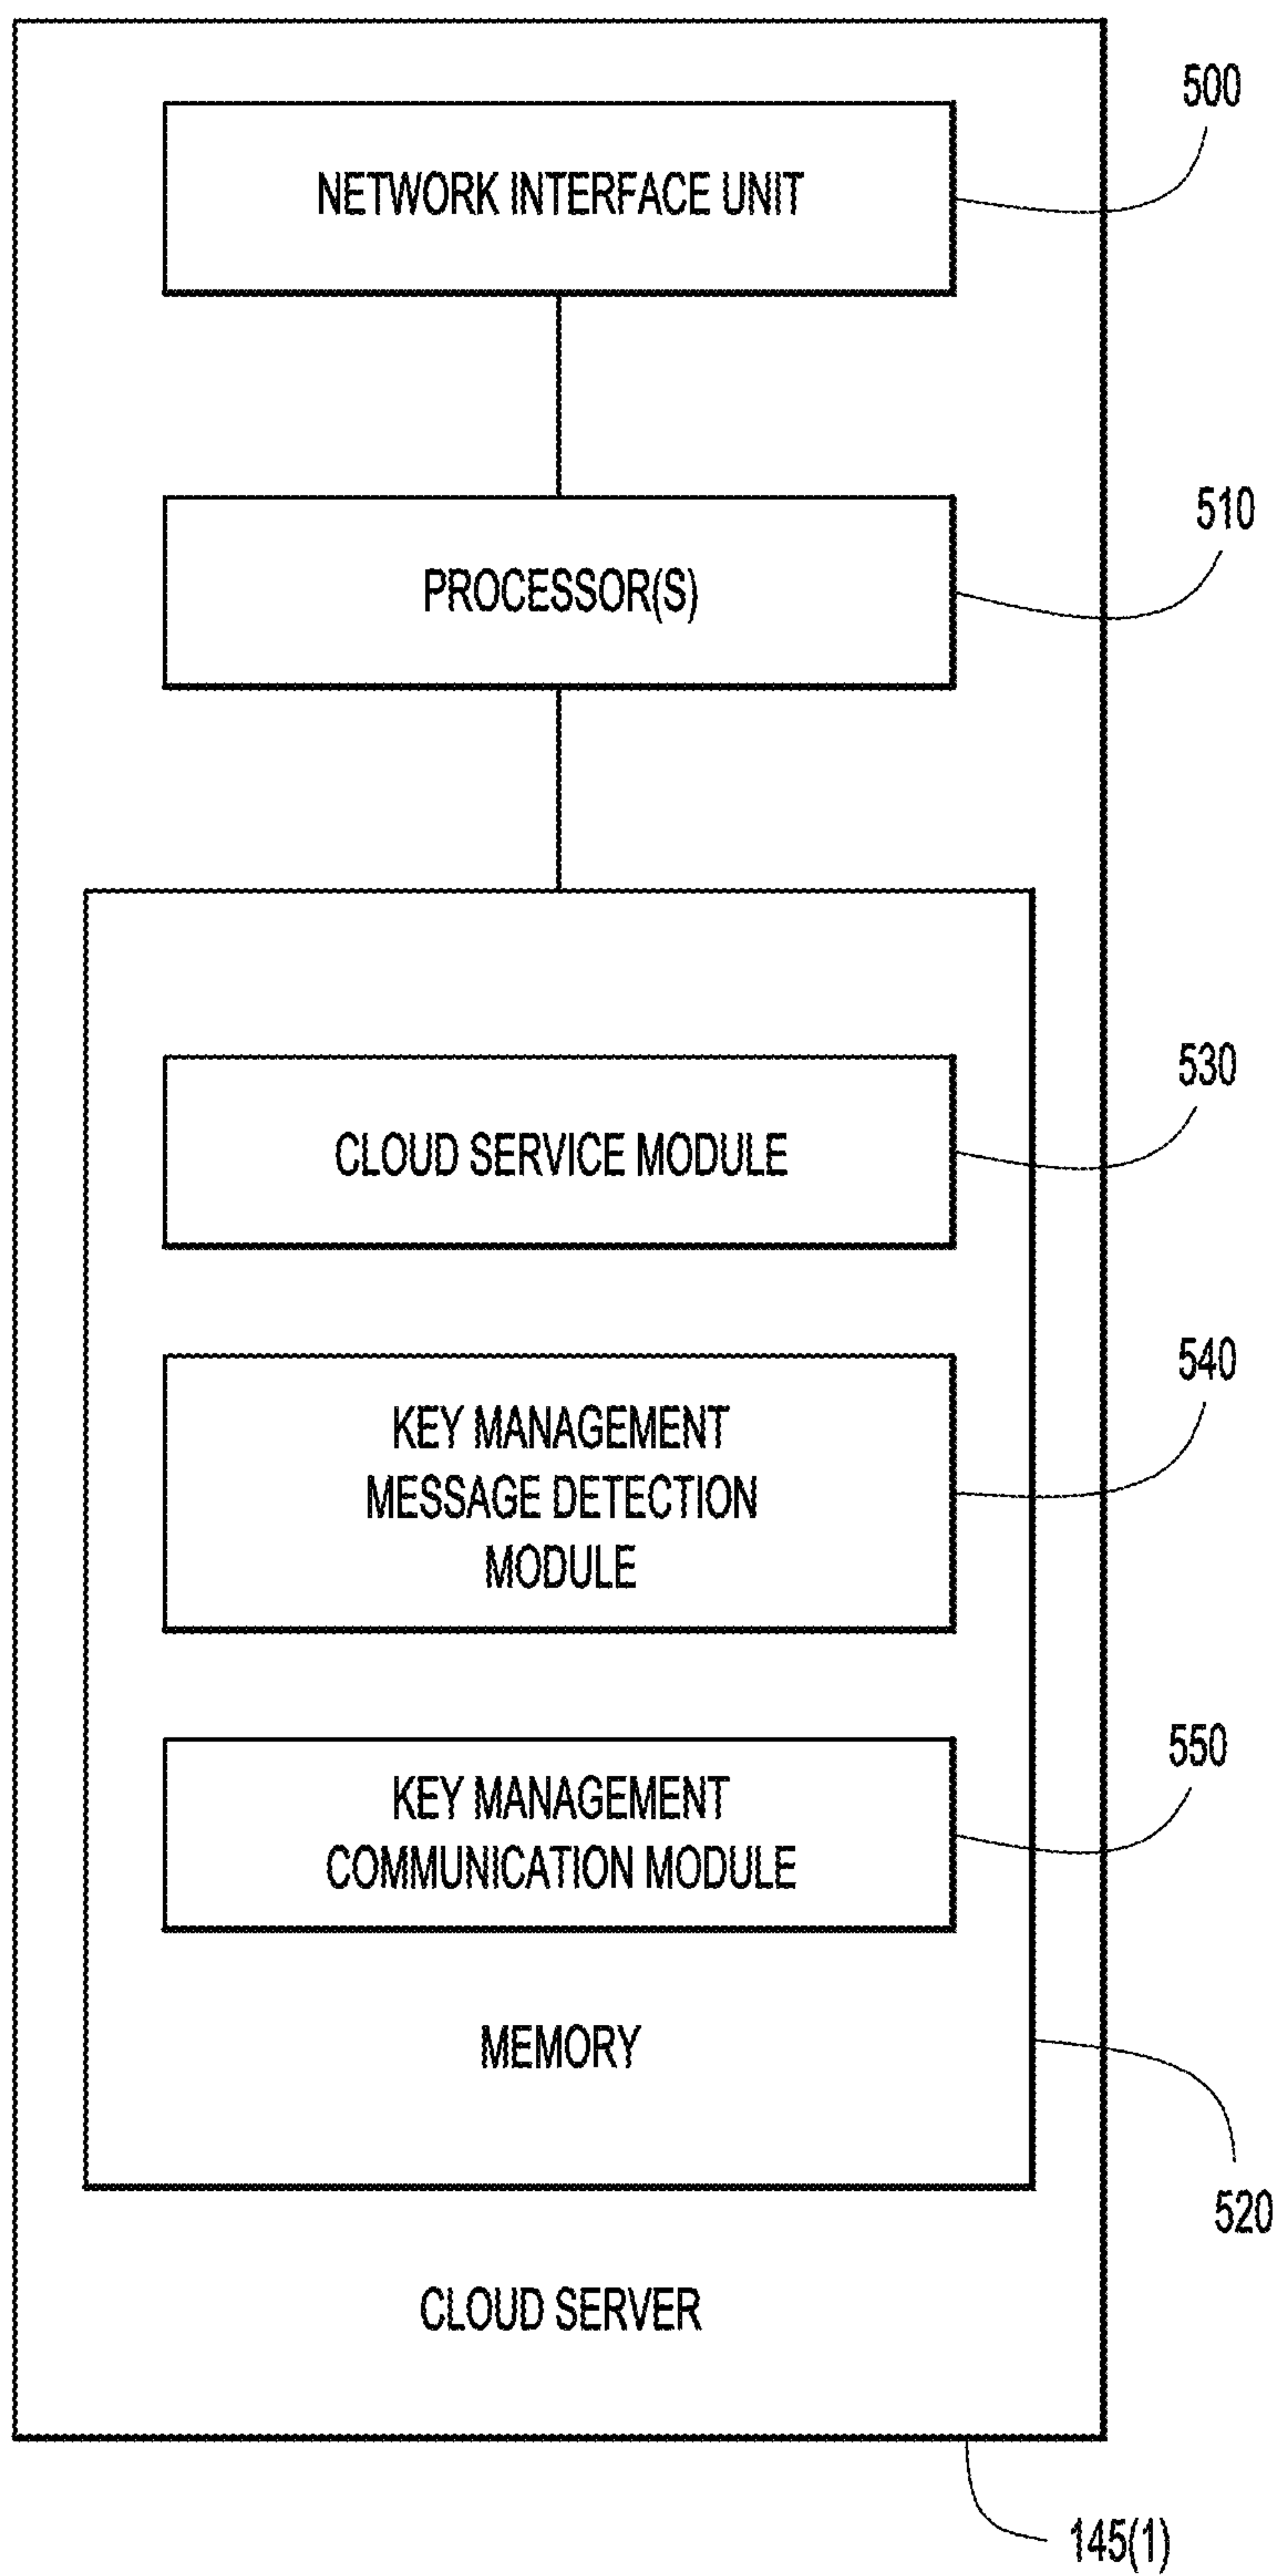 500
NETWORK INTERFACE UNIT
510
PROCESSOR(S)
530
CLOUD SERVICE MODULE
540
KEY MANAGEMENT
MESSAGE DETECTION
MODULE
550
KEY MANAGEMENT
COMMUNICATION MODULE
MEMORY
520
CLOUD SERVER
145(1)